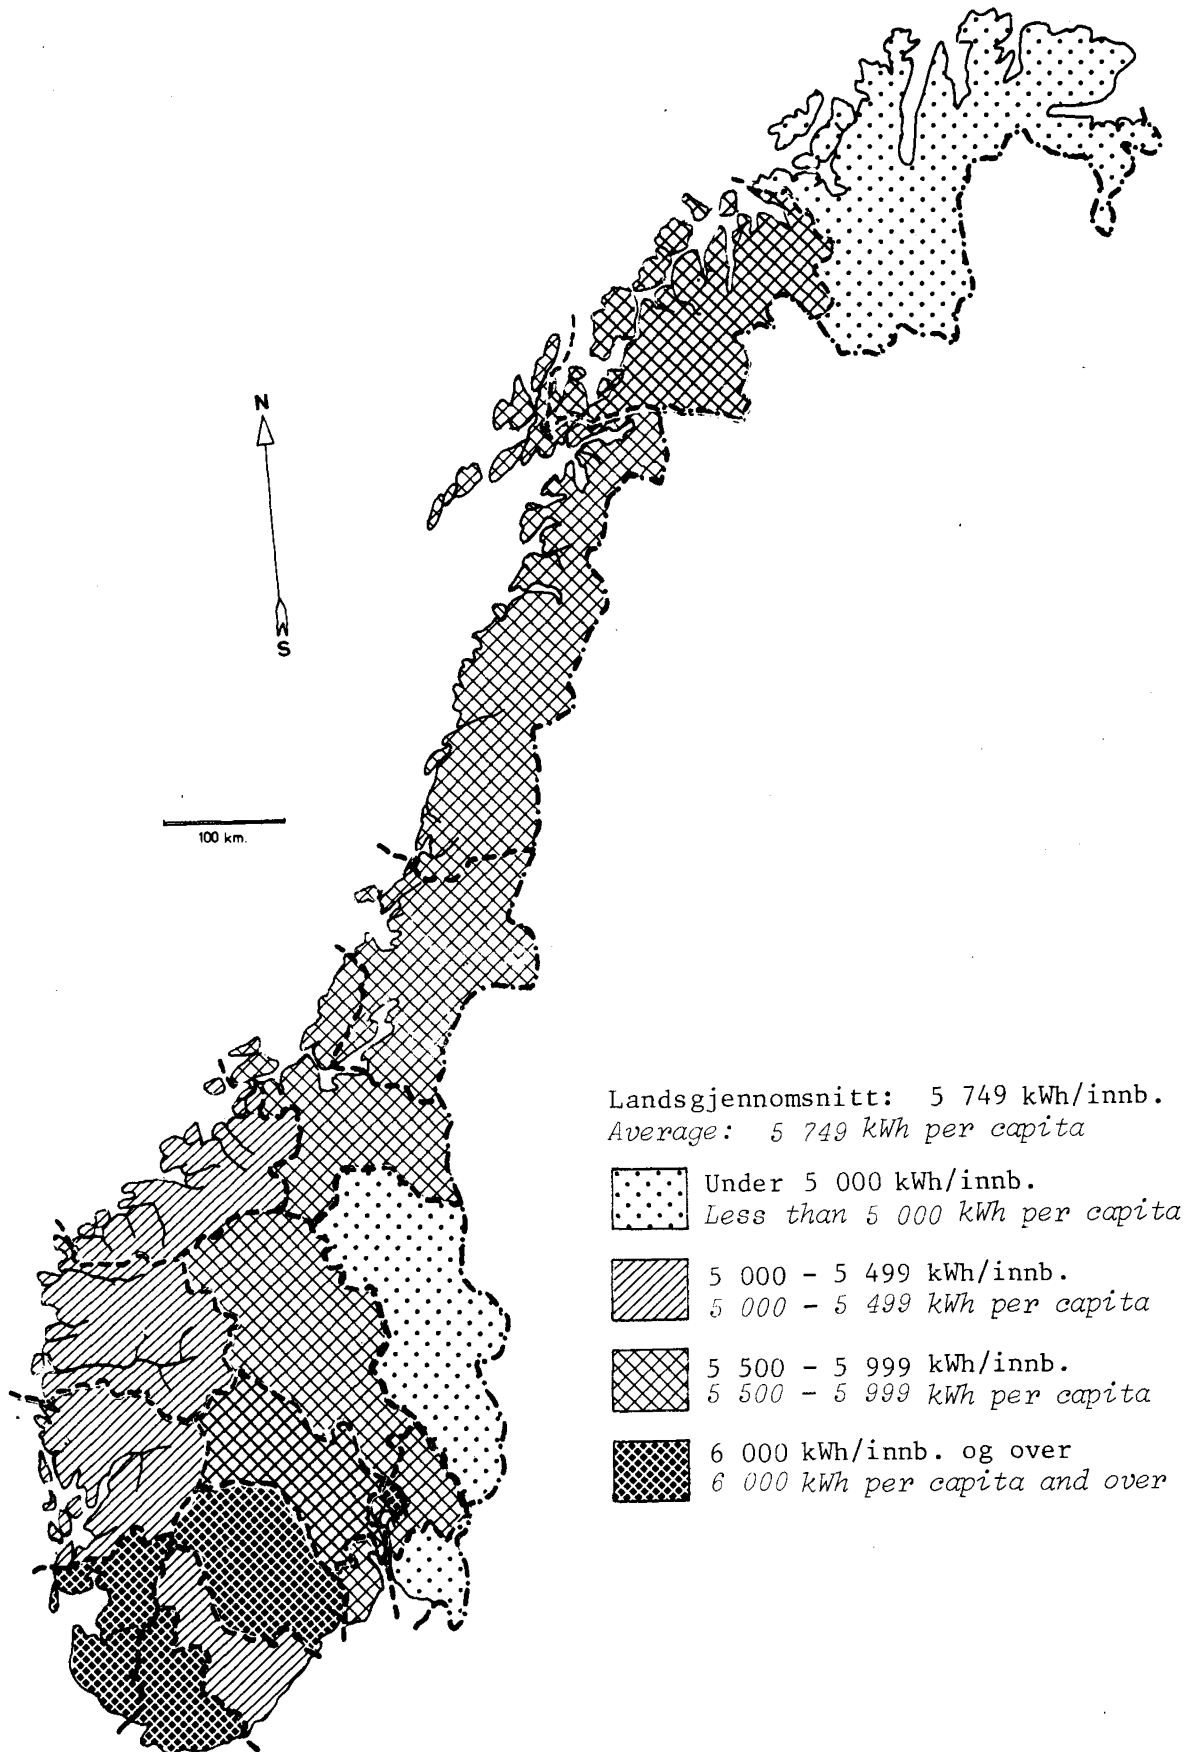 N
S
100 km.
Landsgjennomsnitt: 5 749 kWh/innb.
Average: 5 749 kWh per capita
Under 5 000 kWh/innb.
Less than 5 000 kWh per capita
5 000 - 5 499 kWh/innb.
5 000 - 5 499 kWh per capita
5 500 - 5 999 kWh/innb.
5 500 - 5 999 kWh per capita
6 000 kWh/innb. og over
6 000 kWh per capita and over